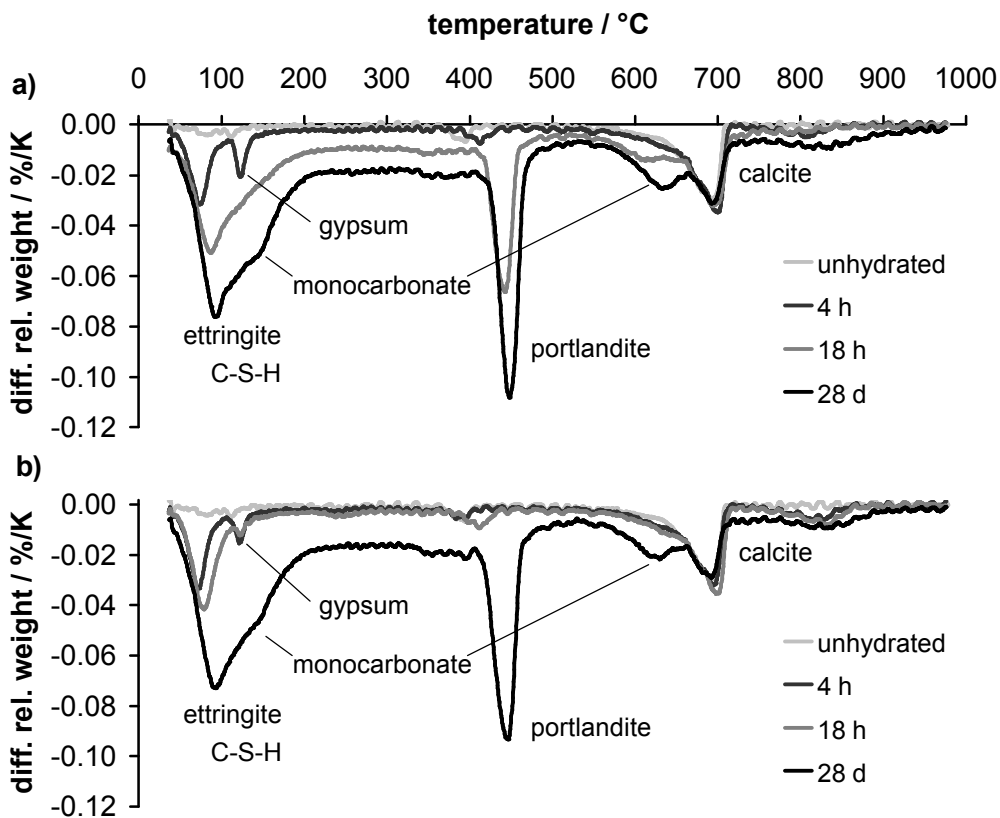 temperature / °C
0 100 200 300 400 500 600 700 800 900 1000
a)
diff. rel. weight / %/K
0.00
-0.02
-0.04
-0.06
-0.08
-0.10
-0.12
gypsum
monocarbonate
ettringite
C-S-H
portlandite
calcite
unhydrated
4 h
18 h
28 d
b)
diff. rel. weight / %/K
0.00
-0.02
-0.04
-0.06
-0.08
-0.10
-0.12
gypsum
monocarbonate
ettringite
C-S-H
portlandite
calcite
unhydrated
4 h
18 h
28 d